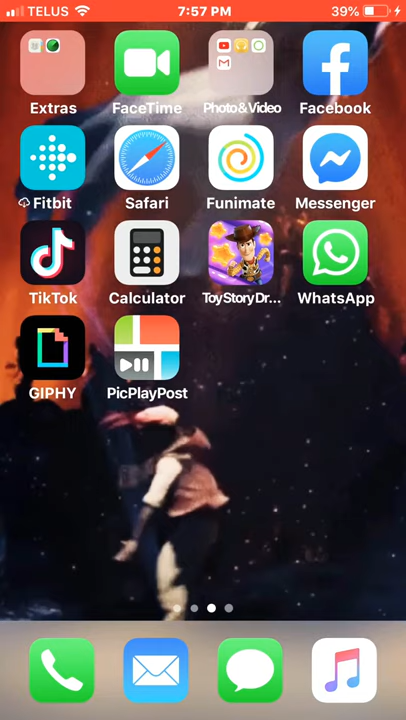 TELUS 7:57 PM 39%
Extras FaceTime Photo&Video Facebook
Fitbit Safari Funimate Messenger
TikTok Calculator ToyStoryDr... WhatsApp
GIPHY PicPlayPost